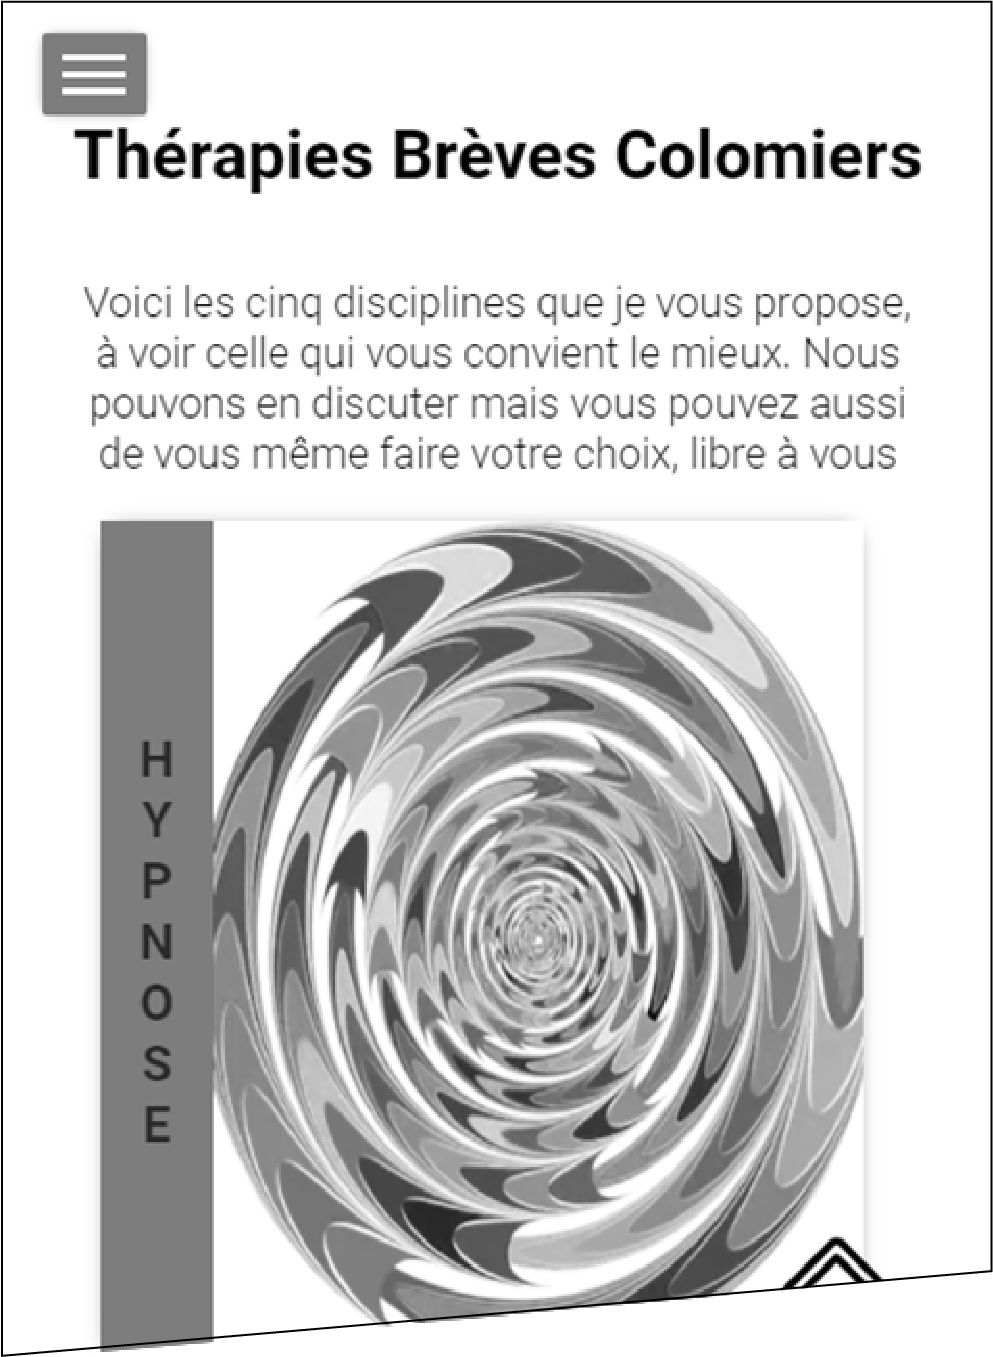 Thérapies Brèves Colomiers
Voici les cinq disciplines que je vous propose,
à voir celle qui vous convient le mieux. Nous
pouvons en discuter mais vous pouvez aussi
de vous même faire votre choix, libre à vous
H
Y
P
N
O
S
E